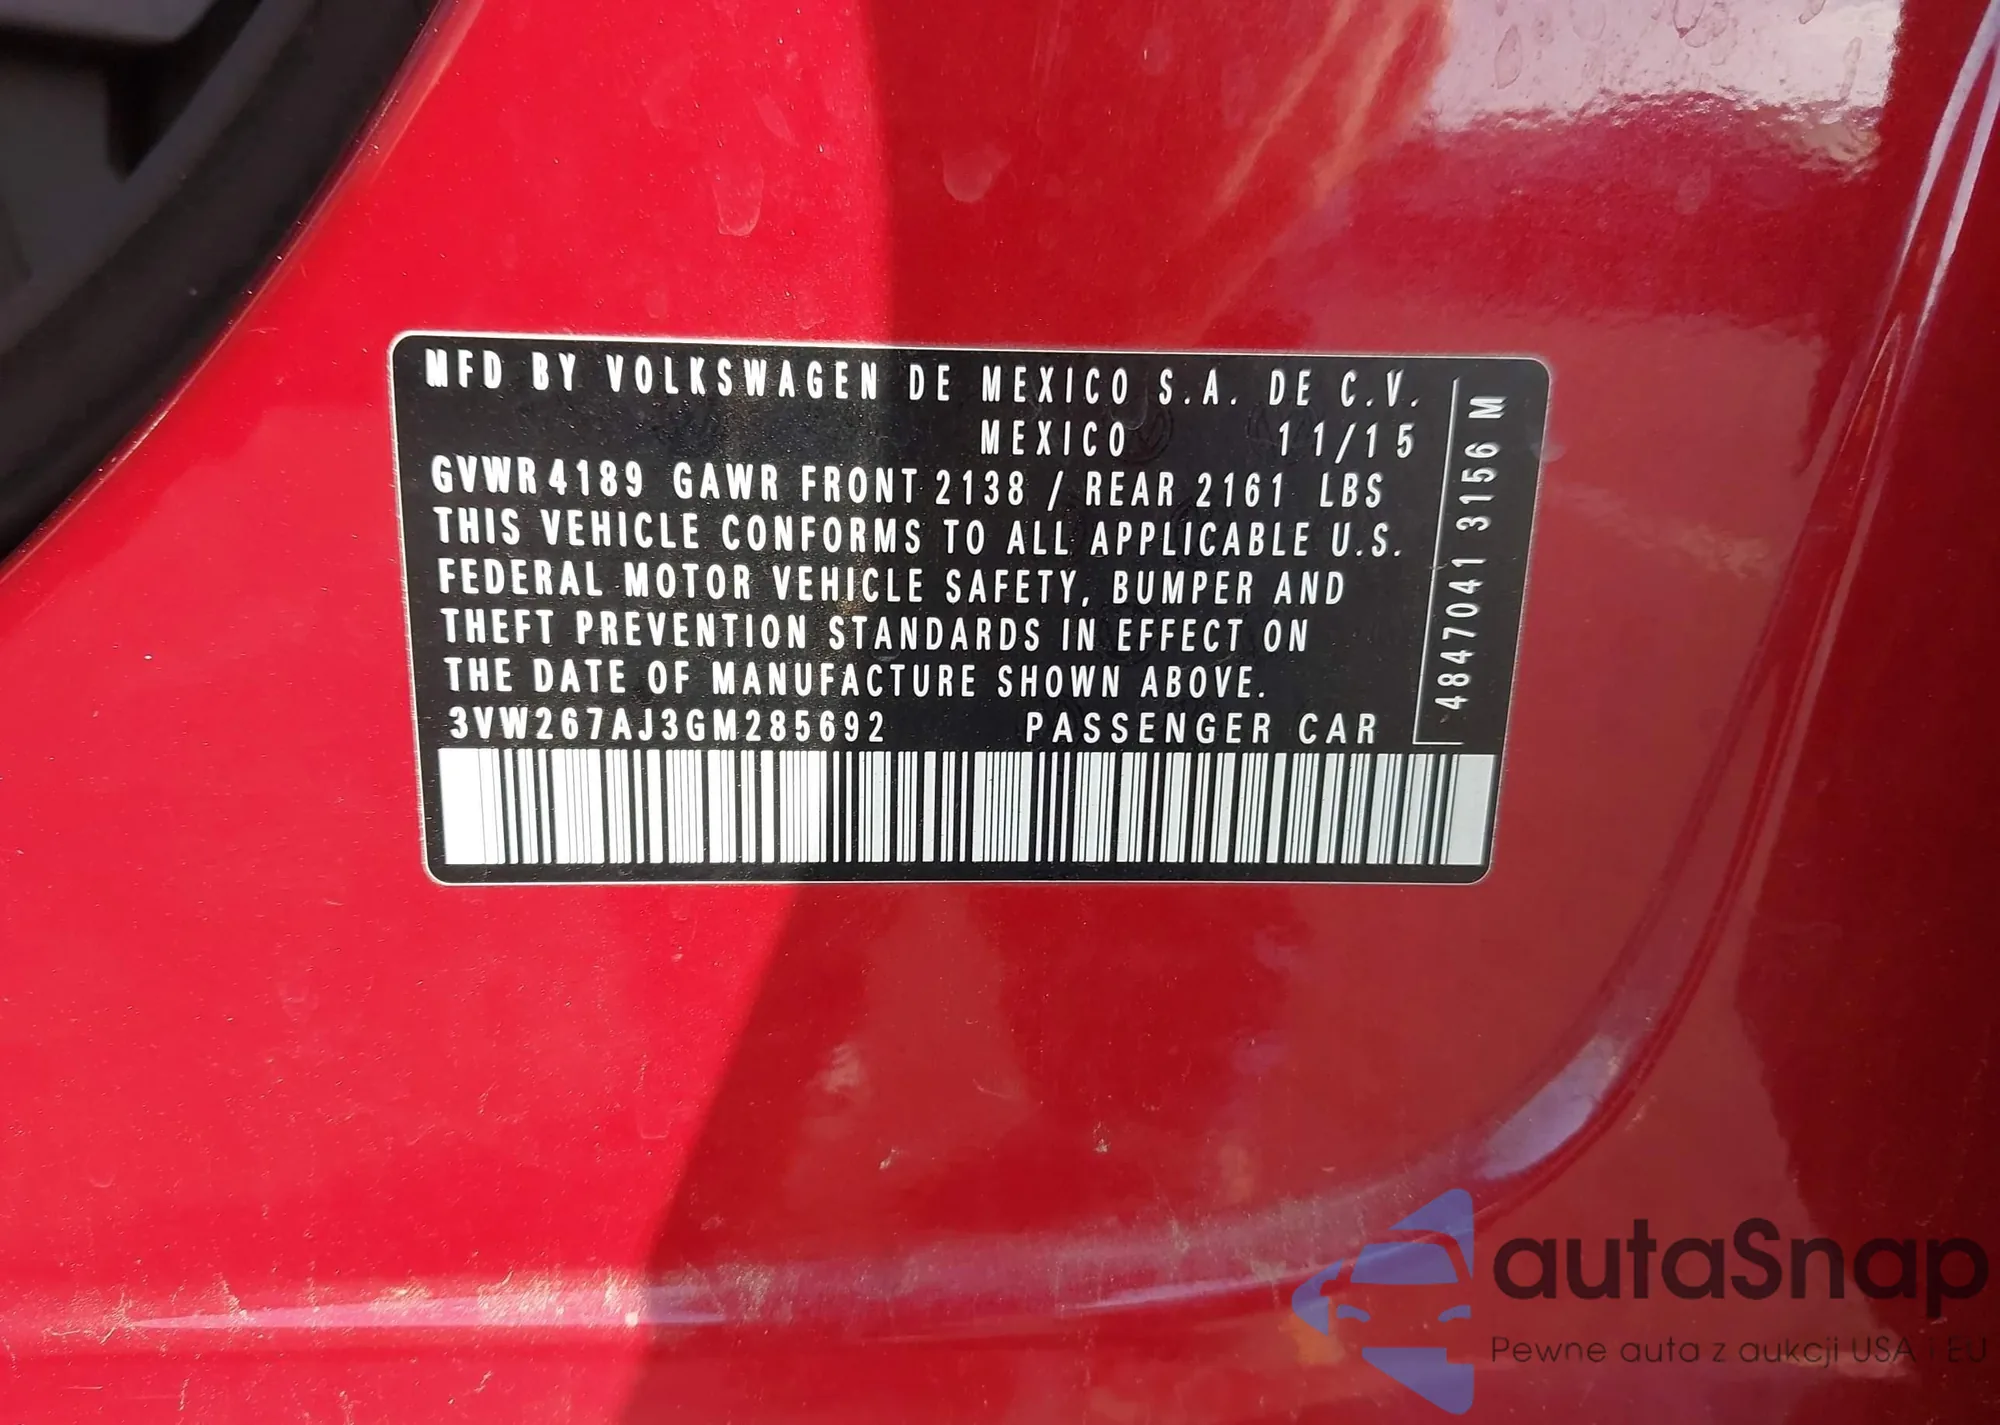 MFD BY VOLKSWAGEN DE MEXICO S.A. DE C.V.
MEXICO 11/15
GVWR 4189 GAWR FRONT 2138 / REAR 2161 LBS
THIS VEHICLE CONFORMS TO ALL APPLICABLE U.S.
FEDERAL MOTOR VEHICLE SAFETY, BUMPER AND
THEFT PREVENTION STANDARDS IN EFFECT ON
THE DATE OF MANUFACTURE SHOWN ABOVE.
3VW267AJ3GM285692 PASSENGER CAR
4847041 3156 M
autaSnap
Pewne auta z aukcji USA i EU